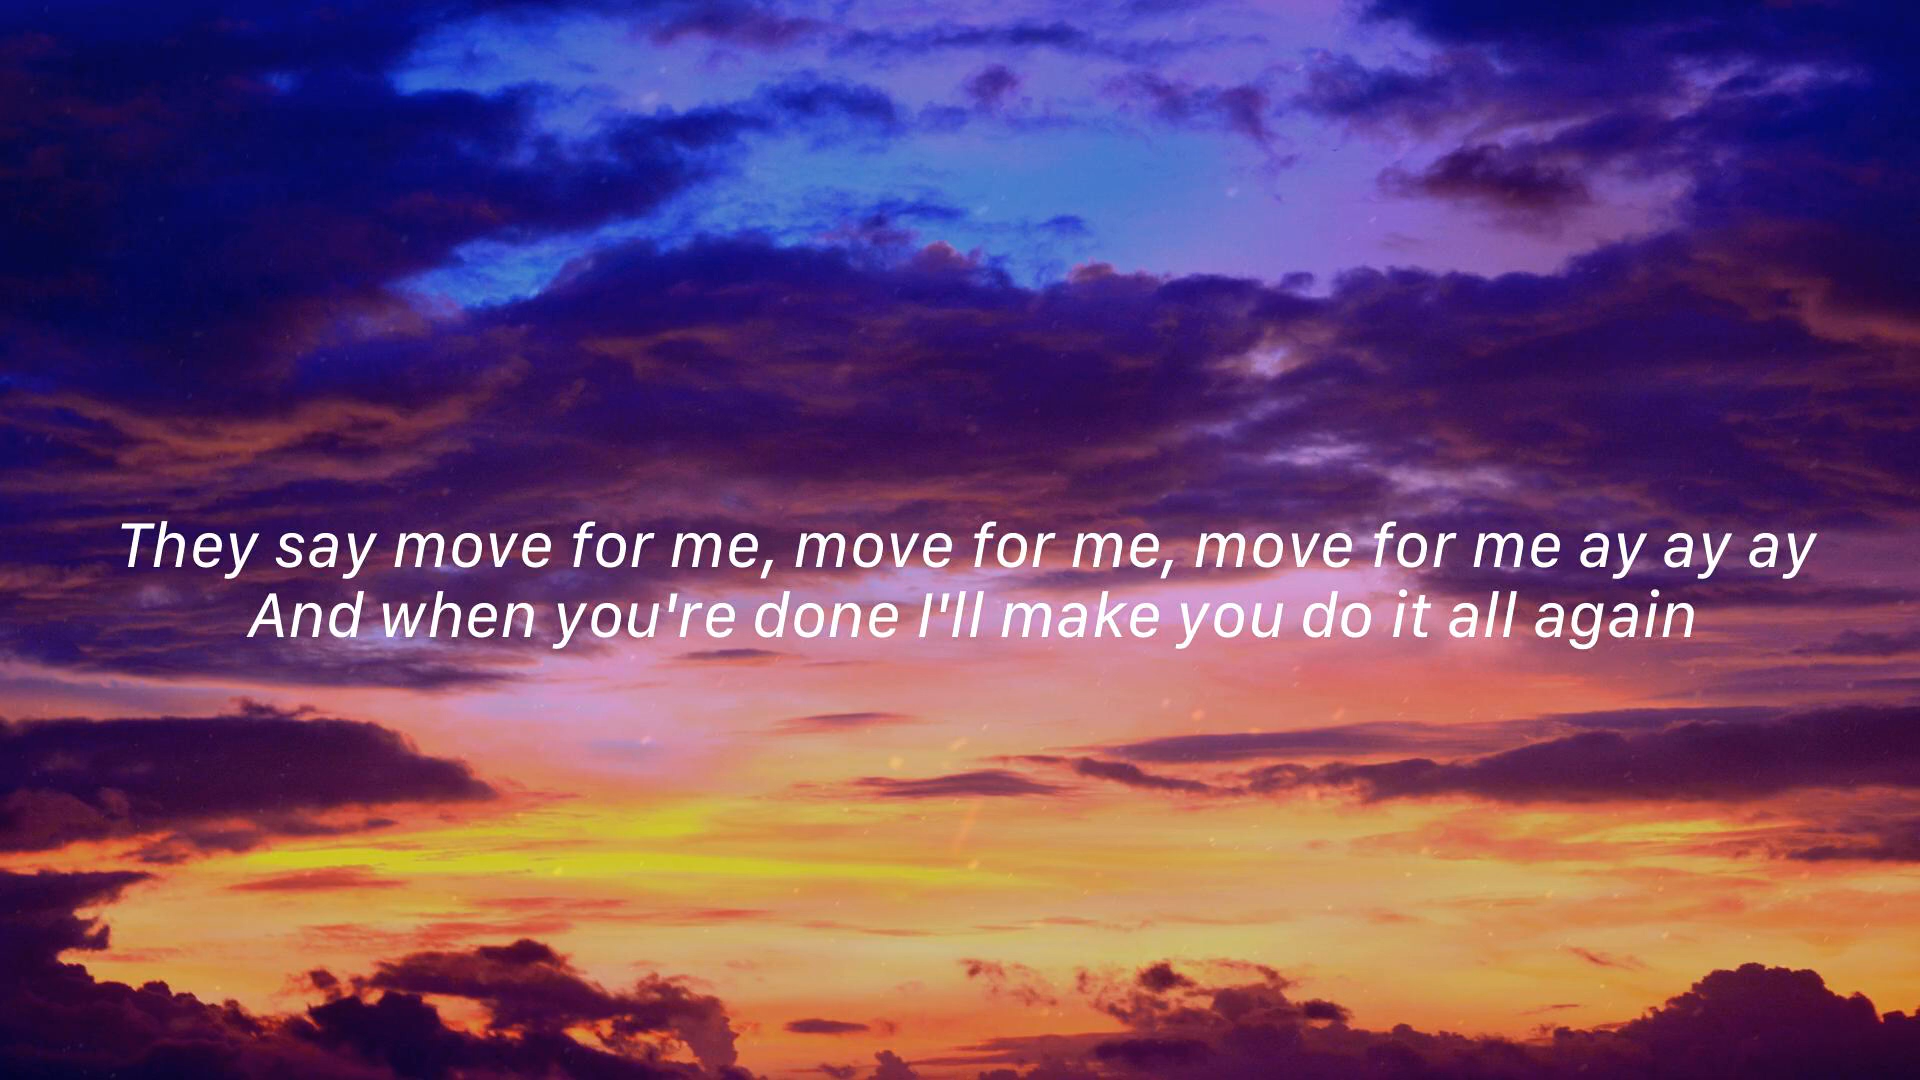 They say move for me, move for me, move for me ay ay ay
And when you're done I'll make you do it all again